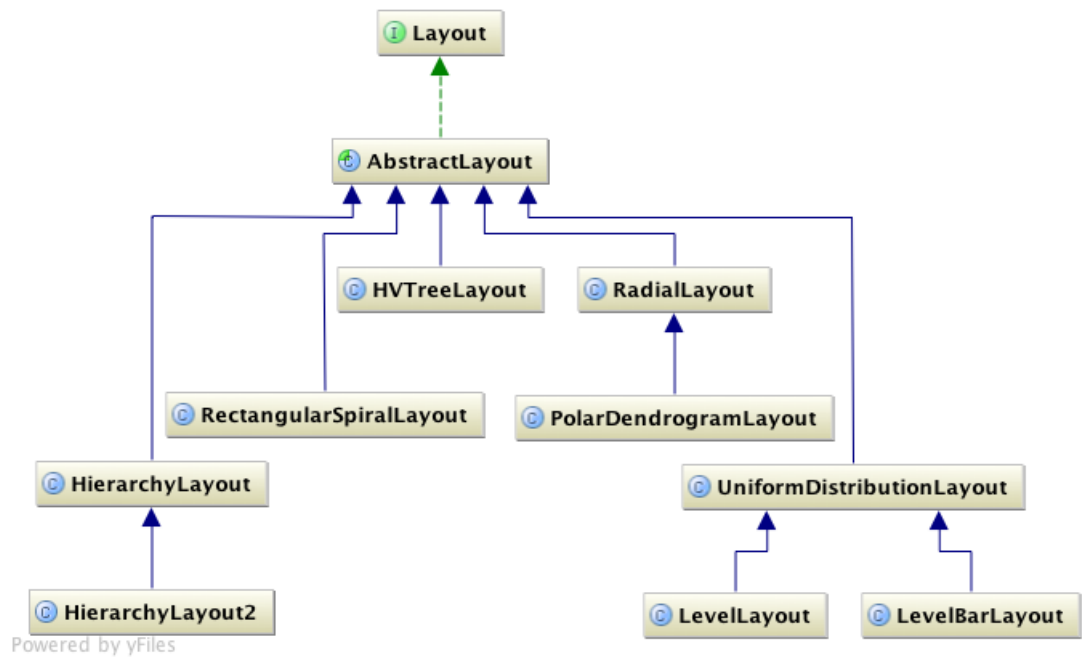 I Layout
C AbstractLayout
C HVTreeLayout
C RadialLayout
C RectangularSpiralLayout
C PolarDendrogramLayout
C HierarchyLayout
C UniformDistributionLayout
C HierarchyLayout2
C LevelLayout
C LevelBarLayout
Powered by yFiles